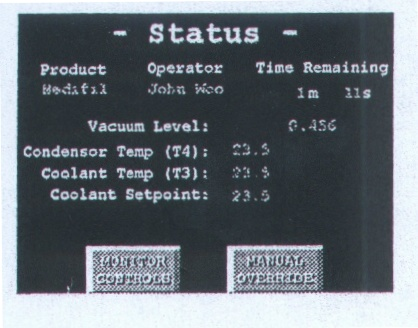 - Status -
Product Operator Time Remaining
Medifil John Woo 1m 11s
Vacuum Level: 0.456
Condensor Temp (T4): 23.5
Coolant Temp (T3): 23.5
Coolant Setpoint: 23.5
MONITOR CONTROLS
MANUAL OVERRIDE